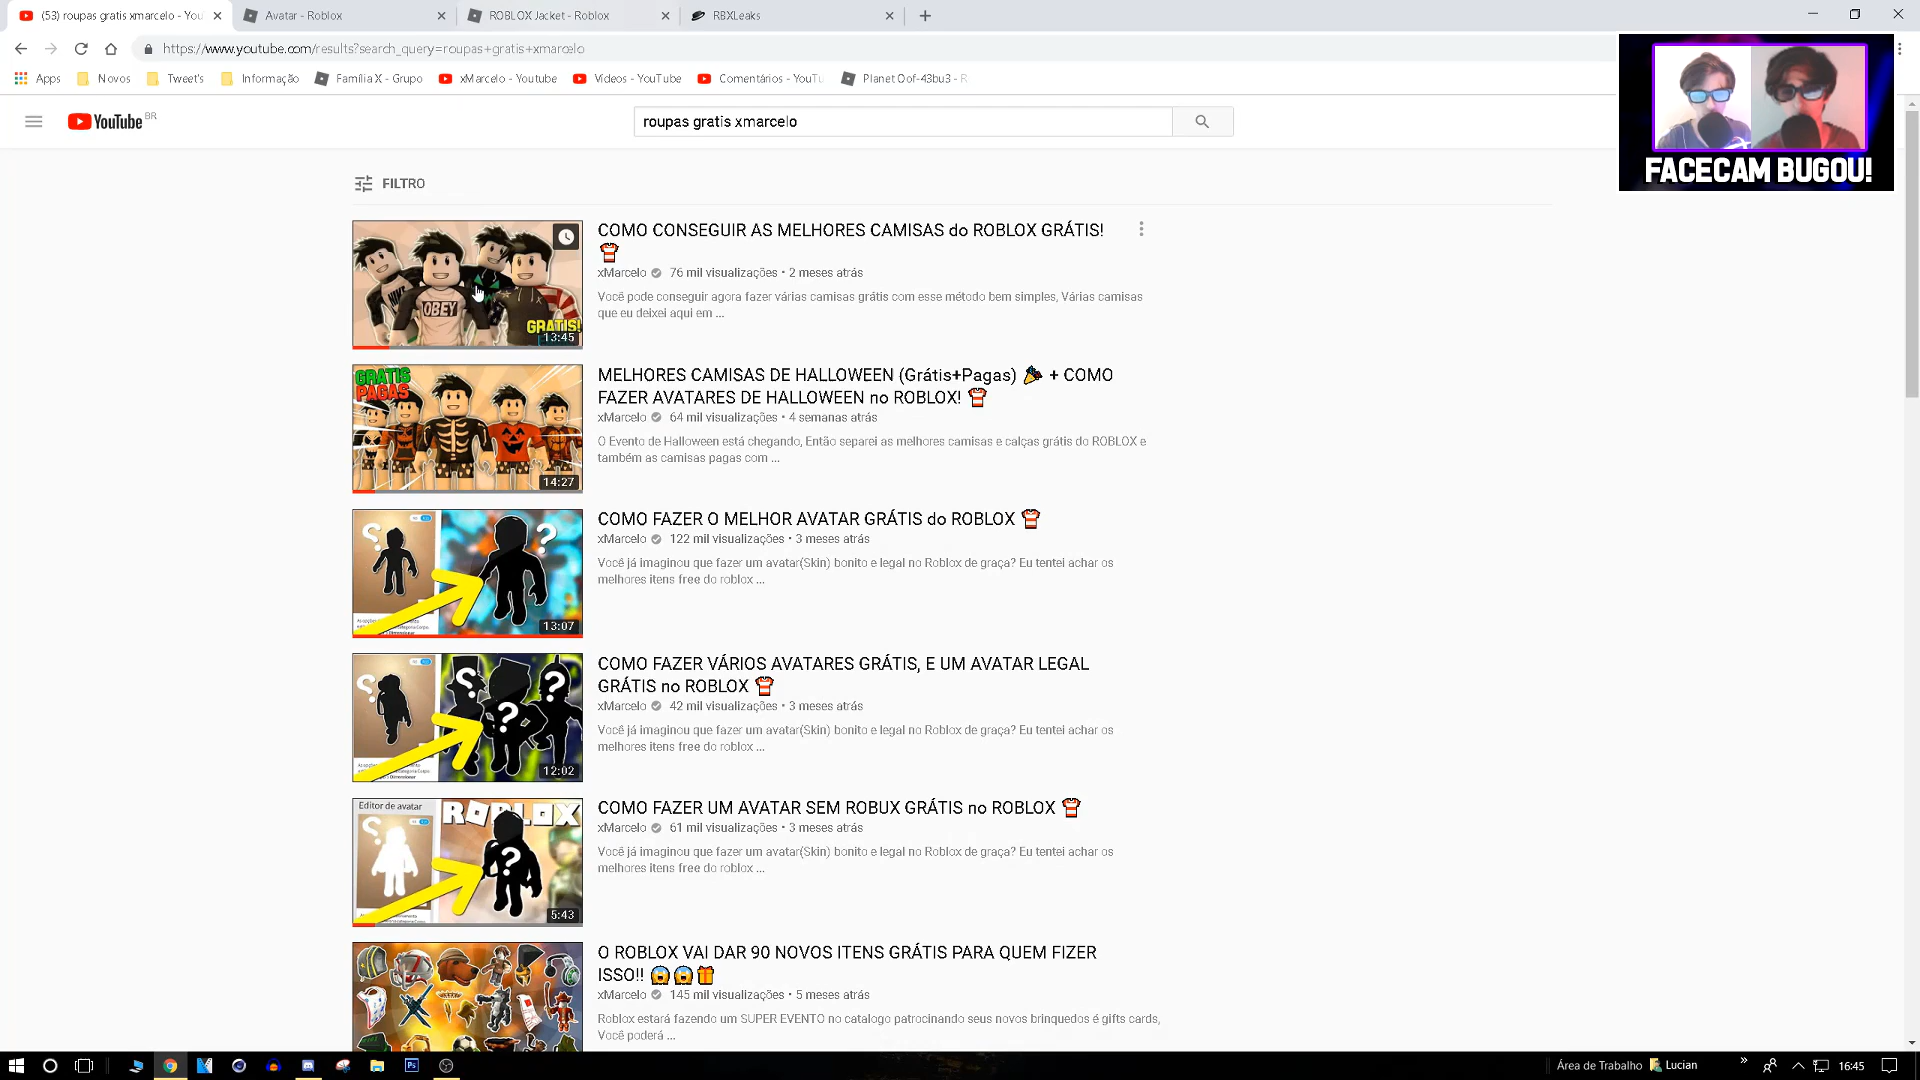 (53) roupas gratis xmarcelo - You
Avatar - Roblox
ROBLOX Jacket - Roblox
RBXLeaks
https://www.youtube.com/results?search_query=roupas+gratis+xmarcelo
Apps
Novos
Tweet's
Informação
Família X - Grupo
xMarcelo - Youtube
Vídeos - YouTube
Comentários - YouTu
Planet Oof-43bu3 - R
FACECAM BUGOU!
YouTube BR
roupas gratis xmarcelo
FILTRO
OBEY
GRATIS!
13:45
COMO CONSEGUIR AS MELHORES CAMISAS do ROBLOX GRÁTIS!
xMarcelo 76 mil visualizações • 2 meses atrás
Você pode conseguir agora fazer várias camisas grátis com esse método bem simples, Várias camisas
que eu deixei aqui em ...
GRATIS
PAGAS
14:27
MELHORES CAMISAS DE HALLOWEEN (Grátis+Pagas) + COMO
FAZER AVATARES DE HALLOWEEN no ROBLOX!
xMarcelo 64 mil visualizações • 4 semanas atrás
O Evento de Halloween está chegando, Então separei as melhores camisas e calças grátis do ROBLOX e
também as camisas pagas com ...
? ?
13:07
COMO FAZER O MELHOR AVATAR GRÁTIS do ROBLOX
xMarcelo 122 mil visualizações • 3 meses atrás
Você já imaginou que fazer um avatar(Skin) bonito e legal no Roblox de graça? Eu tentei achar os
melhores itens free do roblox ...
? ? ? ?
12:02
COMO FAZER VÁRIOS AVATARES GRÁTIS, E UM AVATAR LEGAL
GRÁTIS no ROBLOX
xMarcelo 42 mil visualizações • 3 meses atrás
Você já imaginou que fazer um avatar(Skin) bonito e legal no Roblox de graça? Eu tentei achar os
melhores itens free do roblox ...
Editor de avatar
ROBLOX
? ?
5:43
COMO FAZER UM AVATAR SEM ROBUX GRÁTIS no ROBLOX
xMarcelo 61 mil visualizações • 3 meses atrás
Você já imaginou que fazer um avatar(Skin) bonito e legal no Roblox de graça? Eu tentei achar os
melhores itens free do roblox ...
O ROBLOX VAI DAR 90 NOVOS ITENS GRÁTIS PARA QUEM FIZER
ISSO!!
xMarcelo 145 mil visualizações • 5 meses atrás
Roblox estará fazendo um SUPER EVENTO no catalogo patrocinando seus novos brinquedos é gifts cards,
Você poderá ...
Ps
Área de Trabalho
Lucian
16:45